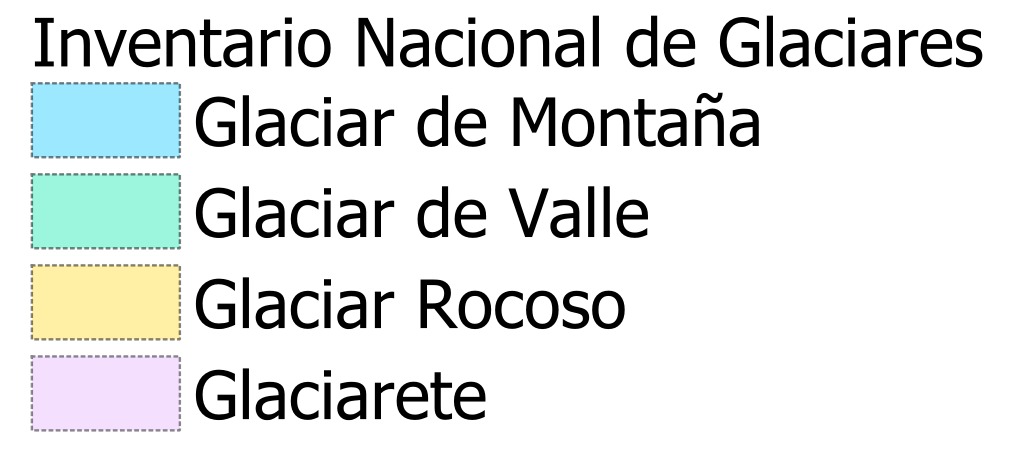 Inventario Nacional de Glaciares
Glaciar de Montaña
Glaciar de Valle
Glaciar Rocoso
Glaciarete